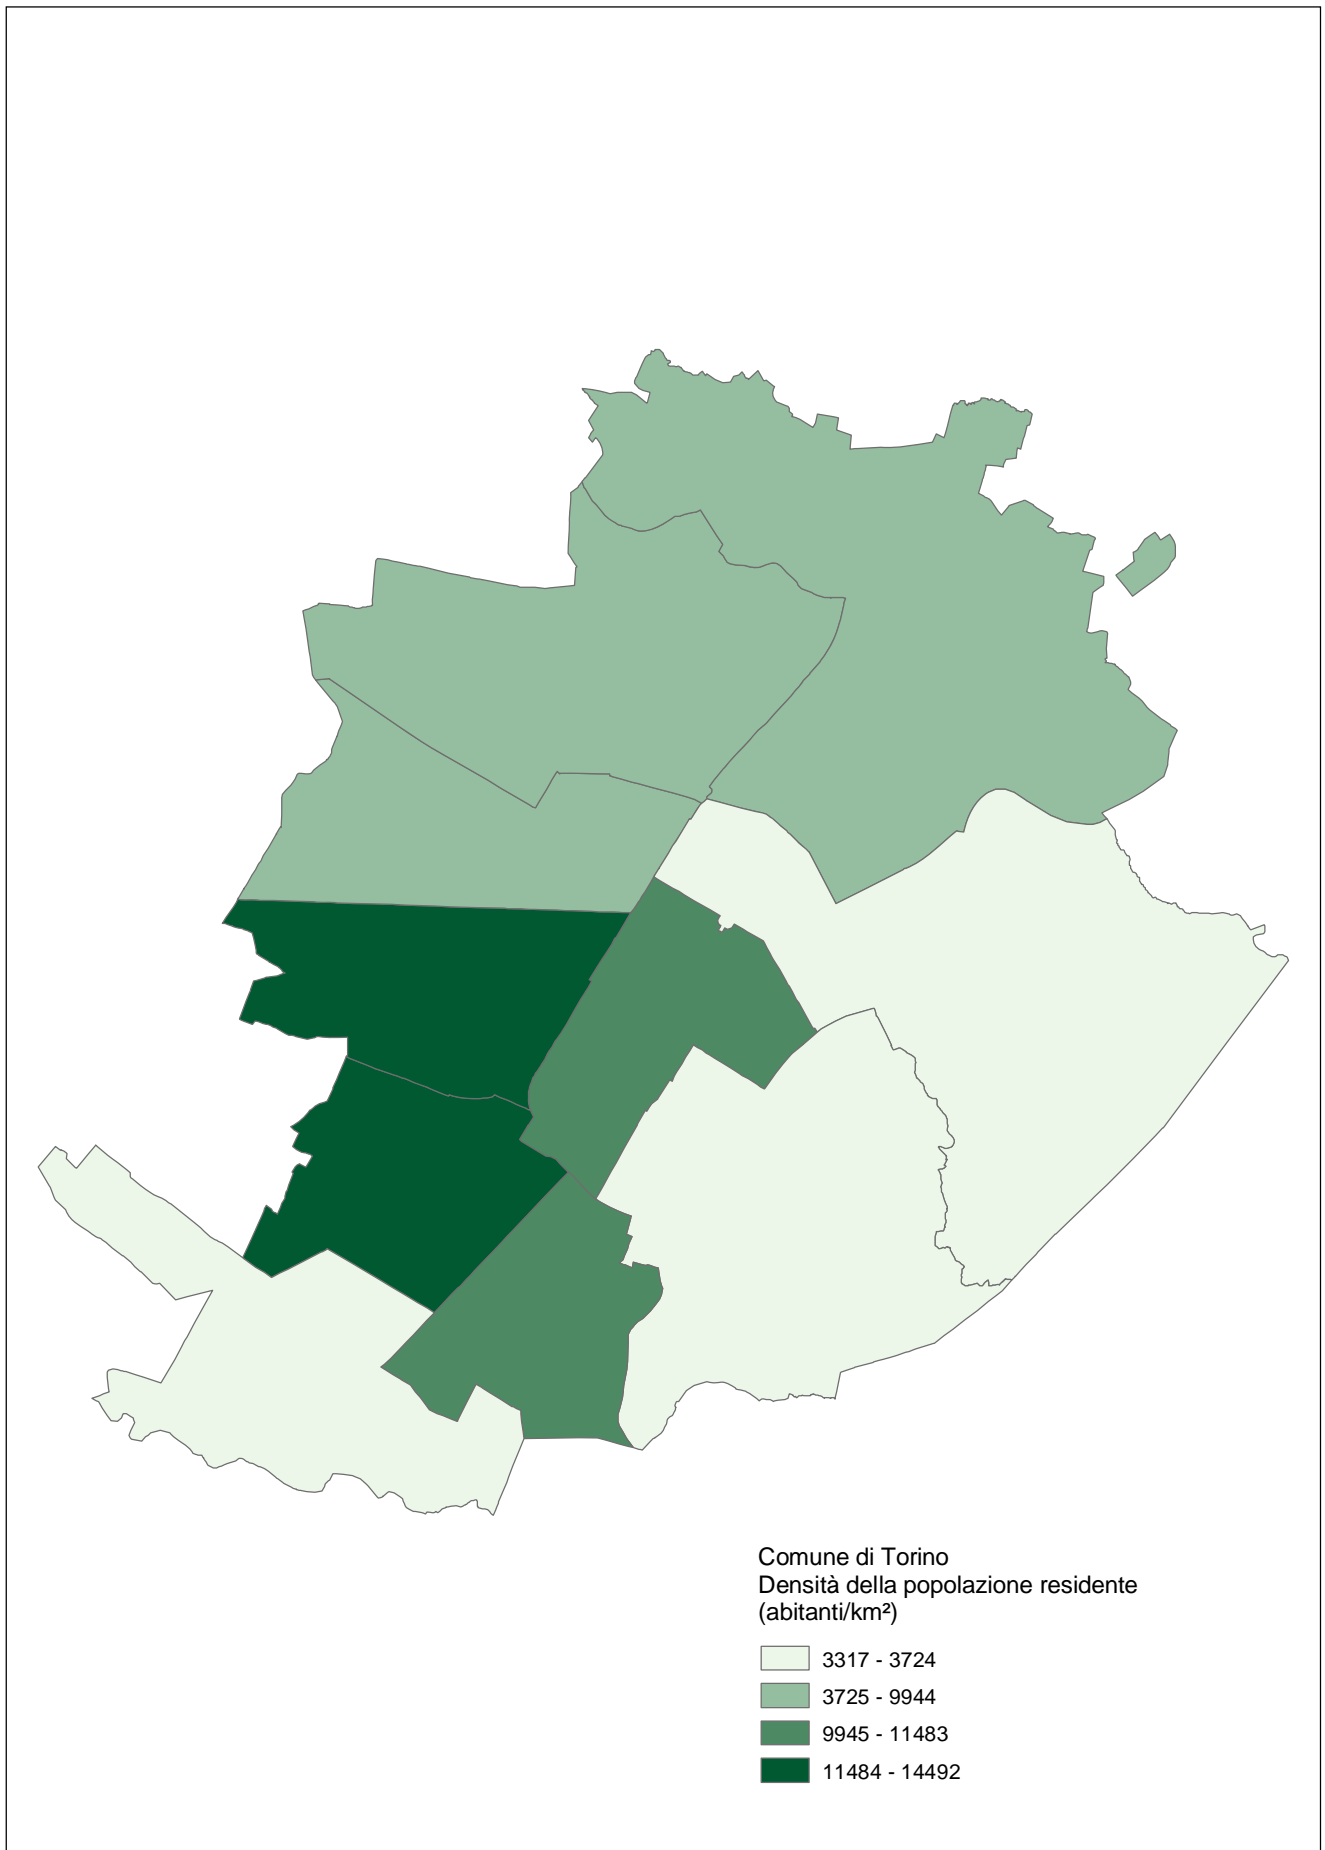 Comune di Torino
Densità della popolazione residente
(abitanti/km²)
3317 - 3724
3725 - 9944
9945 - 11483
11484 - 14492